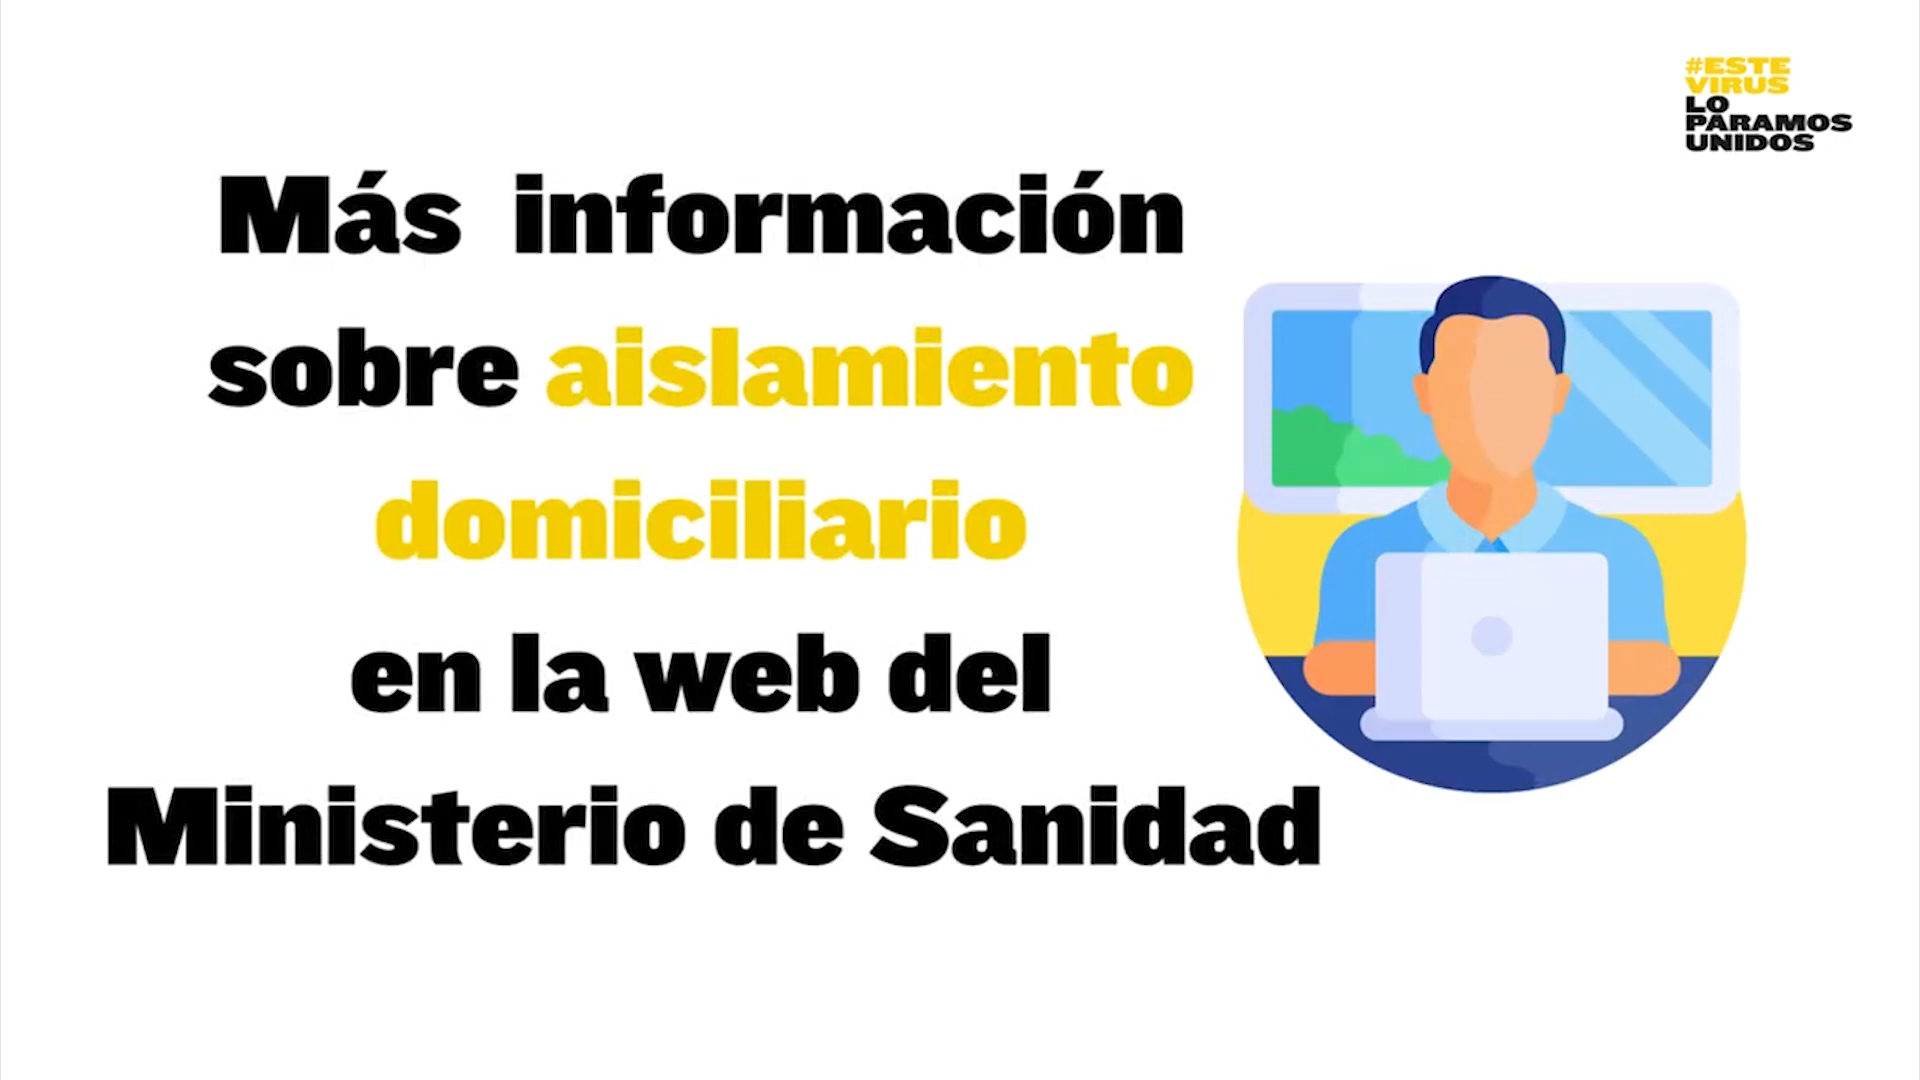 #ESTE
VIRUS
LO
PARAMOS
UNIDOS
Más información
sobre aislamiento
domiciliario
en la web del
Ministerio de Sanidad